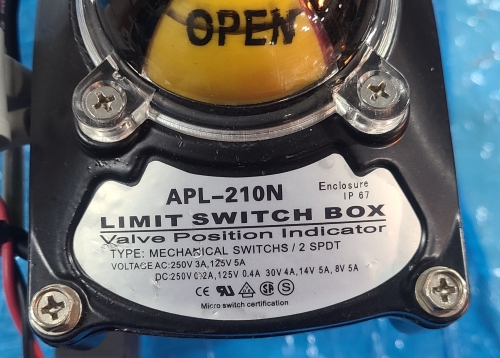 OPEN
APL-210N
Enclosure
IP 67
LIMIT SWITCH BOX
Valve Position Indicator
TYPE: MECHANICAL SWITCHS / 2 SPDT
VOLTAGE AC:250V 3A,125V 5A
DC:250V 0.2A,125V 0.4A 30V 4A, 14V 5A, 8V 5A
Micro switch certification